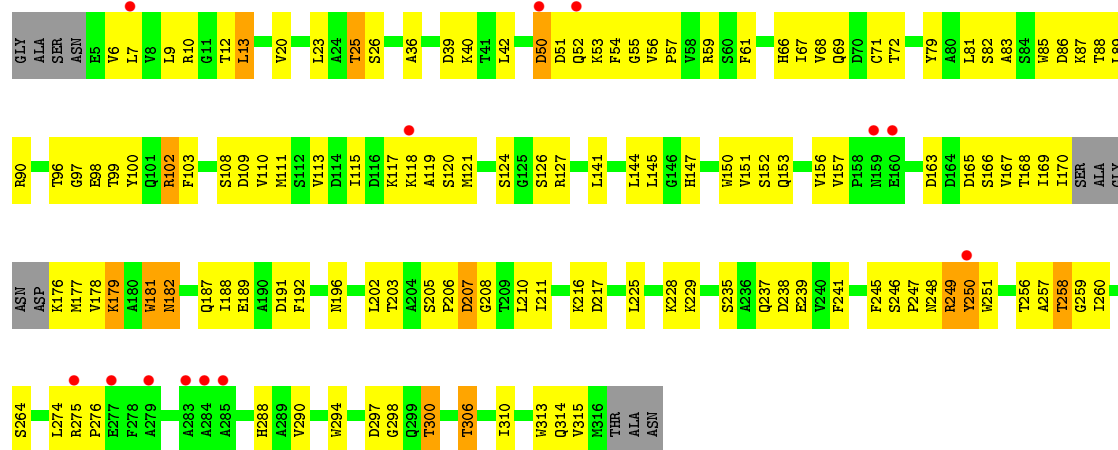 GLY ALA SER ASN E5 V6 L7 V8 L9 R10 G11 T12 L13 V20 L23 A24 T25 S26 A36 D39 K40 T41 L42 D50 D51 Q52 K53 F54 G55 V56 P57 V58 R59 S60 F61 H66 I67 V68 Q69 D70 C71 T72 Y79 A80 L81 S82 A83 S84 W85 D86 K87 T88 L89
R90 T96 G97 E98 T99 Y100 Q101 R102 F103 S108 D109 V110 M111 S112 V113 D114 I115 D116 K117 K118 A119 S120 M121 S124 G125 S126 R127 L141 L144 L145 G146 H147 W150 V151 S152 Q153 V156 V157 P158 N159 E160 D163 D164 D165 S166 V167 T168 I169 I170 SER ALA GLY
ASN ASP K176 M177 V178 K179 A180 W181 N182 Q187 I188 E189 A190 D191 F192 N196 L202 T203 A204 S205 P206 D207 G208 T209 L210 I211 K216 D217 L225 K228 K229 S235 A236 Q237 D238 E239 V240 F241 F245 S246 P247 N248 R249 Y250 W251 T256 A257 T258 G259 I260
S264 L274 R275 P276 E277 F278 A279 A283 A284 A285 H288 A289 V290 W294 D297 G298 Q299 T300 T306 I310 W313 Q314 V315 M316 THR ALA ASN